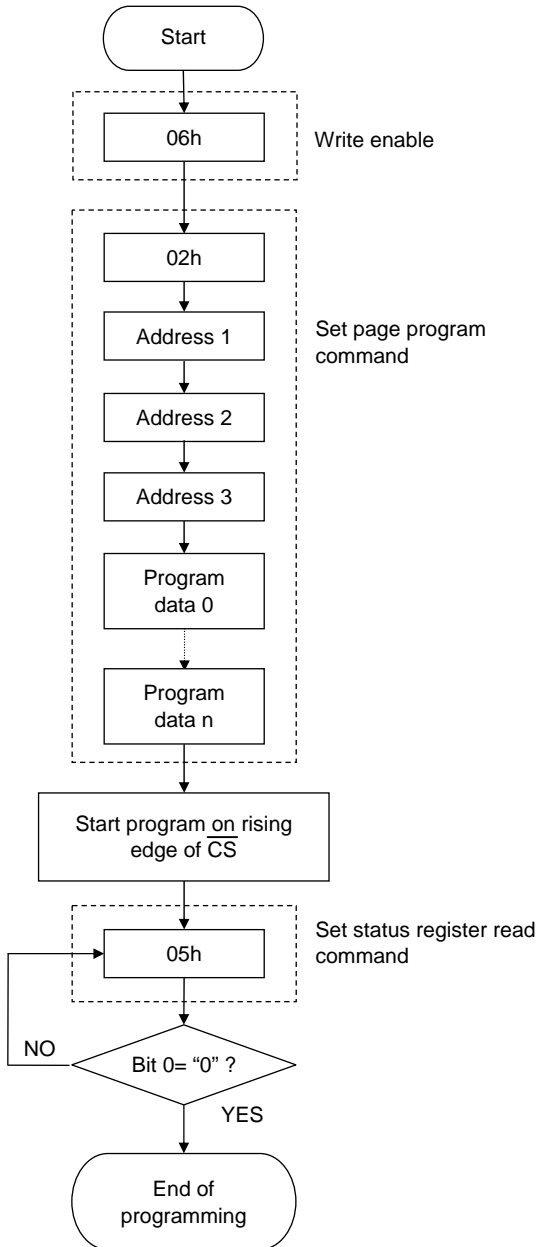 Start
06h
Write enable
02h
Address 1
Set page program
command
Address 2
Address 3
Program
data 0
Program
data n
Start program on rising
edge of C̅S̅
05h
Set status register read
command
NO
Bit 0= “0” ?
YES
End of
programming